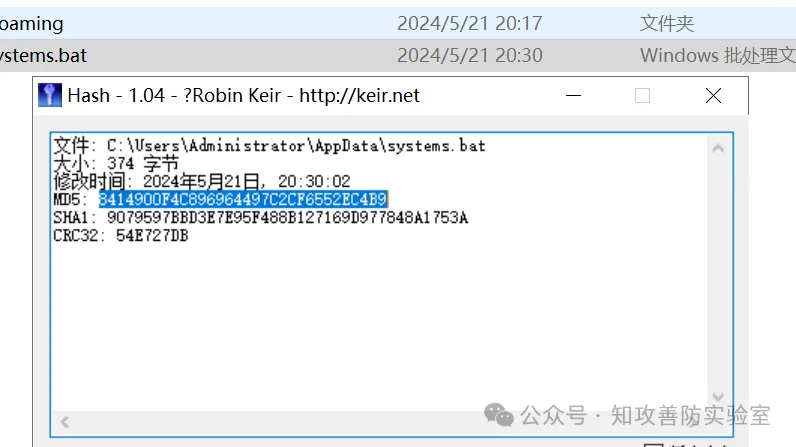 oaming 2024/5/21 20:17 文件夹
ystems.bat 2024/5/21 20:30 Windows 批处理文
Hash - 1.04 - ?Robin Keir - http://keir.net
文件: C:\Users\Administrator\AppData\systems.bat
大小: 374 字节
修改时间: 2024年5月21日, 20:30:02
MD5: 8414900F4C896964497C2CF6552EC4B9
SHA1: 9079597BBD3E7E95F488B127169D977848A1753A
CRC32: 54E727DB
公众号 · 知攻善防实验室